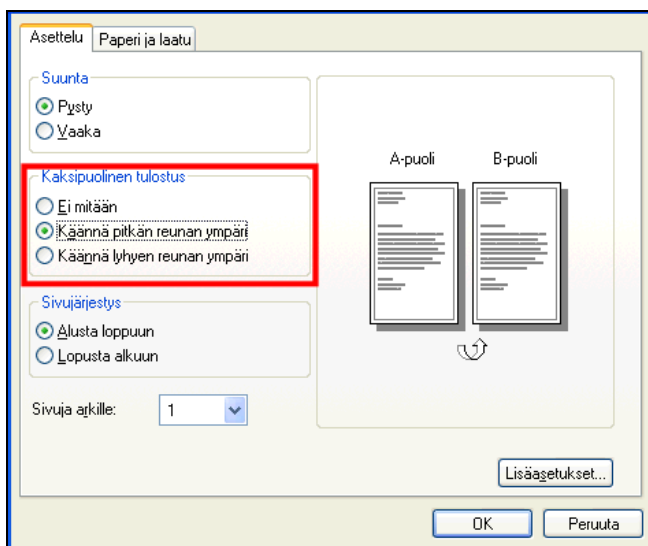 Asettelu
Paperi ja laatu
Suunta
Pysty
Vaaka
Kaksipuolinen tulostus
Ei mitään
Käännä pitkän reunan ympäri
Käännä lyhyen reunan ympäri
Sivujärjestys
Alusta loppuun
Lopusta alkuun
Sivuja arkille:
1
A-puoli
B-puoli
Lisäasetukset...
OK
Peruuta